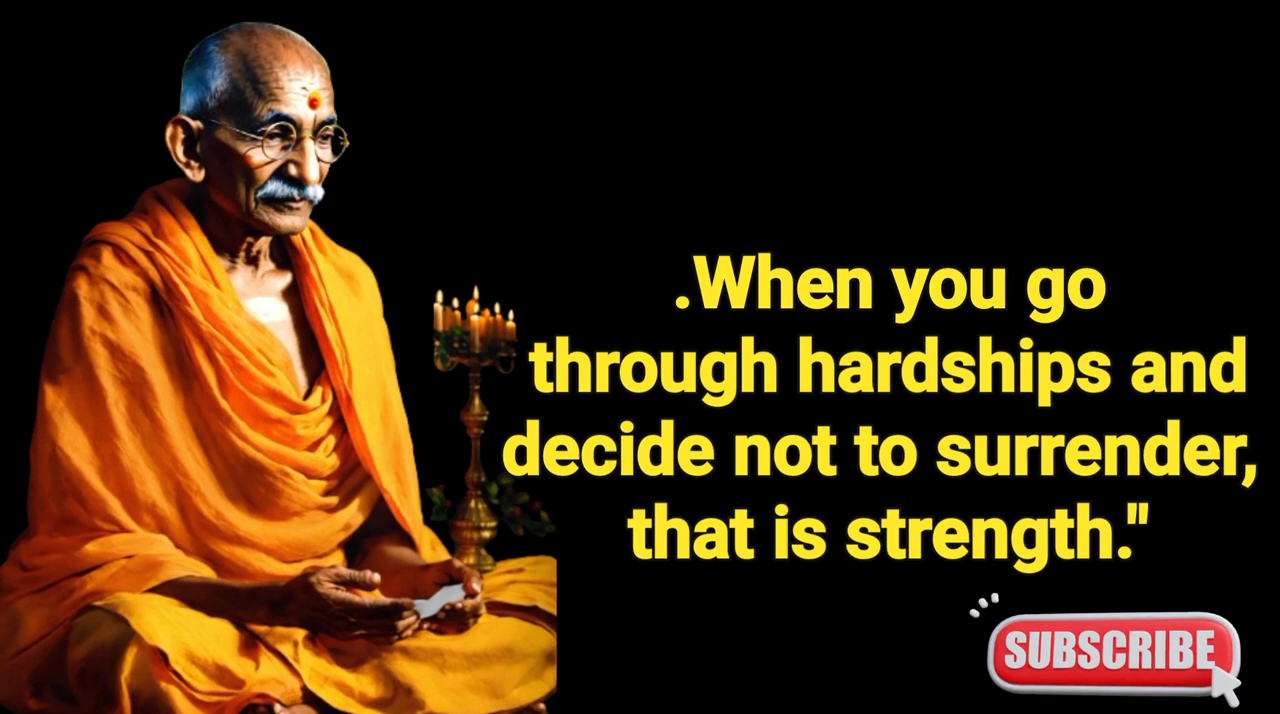 .When you go
through hardships and
decide not to surrender,
that is strength."
SUBSCRIBE